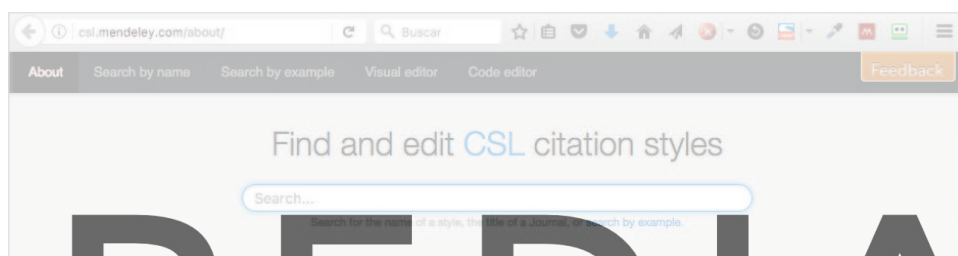 csl.mendeley.com/about/ Buscar
About Search by name Search by example Visual editor Code editor Feedback
Find and edit CSL citation styles
Search...
Search for the name of a style, the title of a Journal, or search by example.